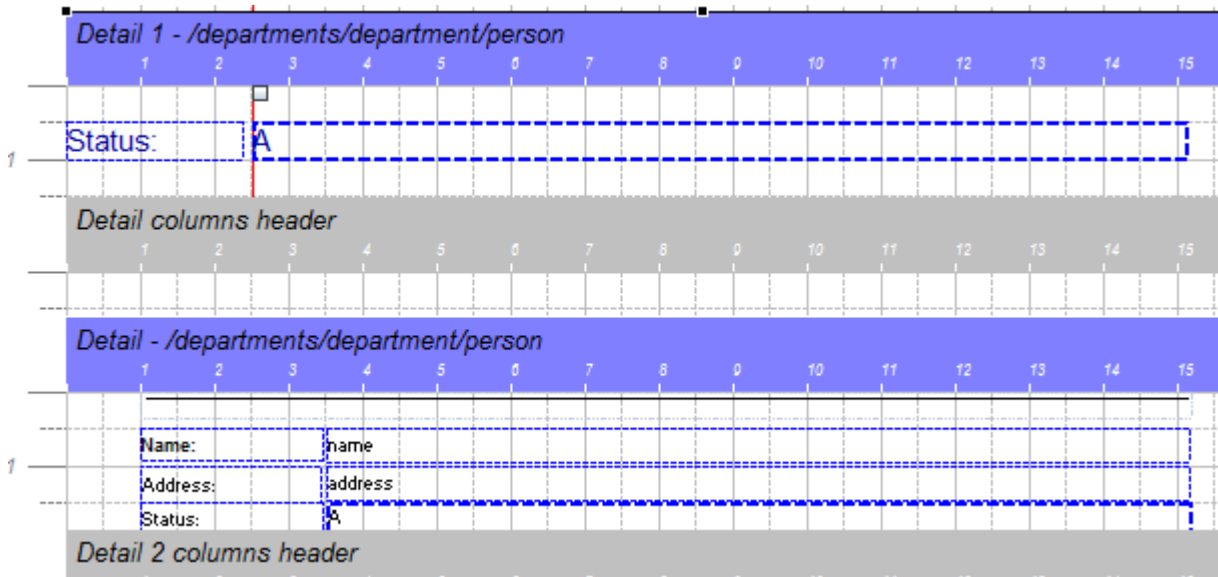 Detail 1 - /departments/department/person
1 2 3 4 5 6 7 8 9 10 11 12 13 14 15
Status: A
1
Detail columns header
1 2 3 4 5 6 7 8 9 10 11 12 13 14 15
Detail - /departments/department/person
1 2 3 4 5 6 7 8 9 10 11 12 13 14 15
Name: name
1
Address: address
Status: A
Detail 2 columns header